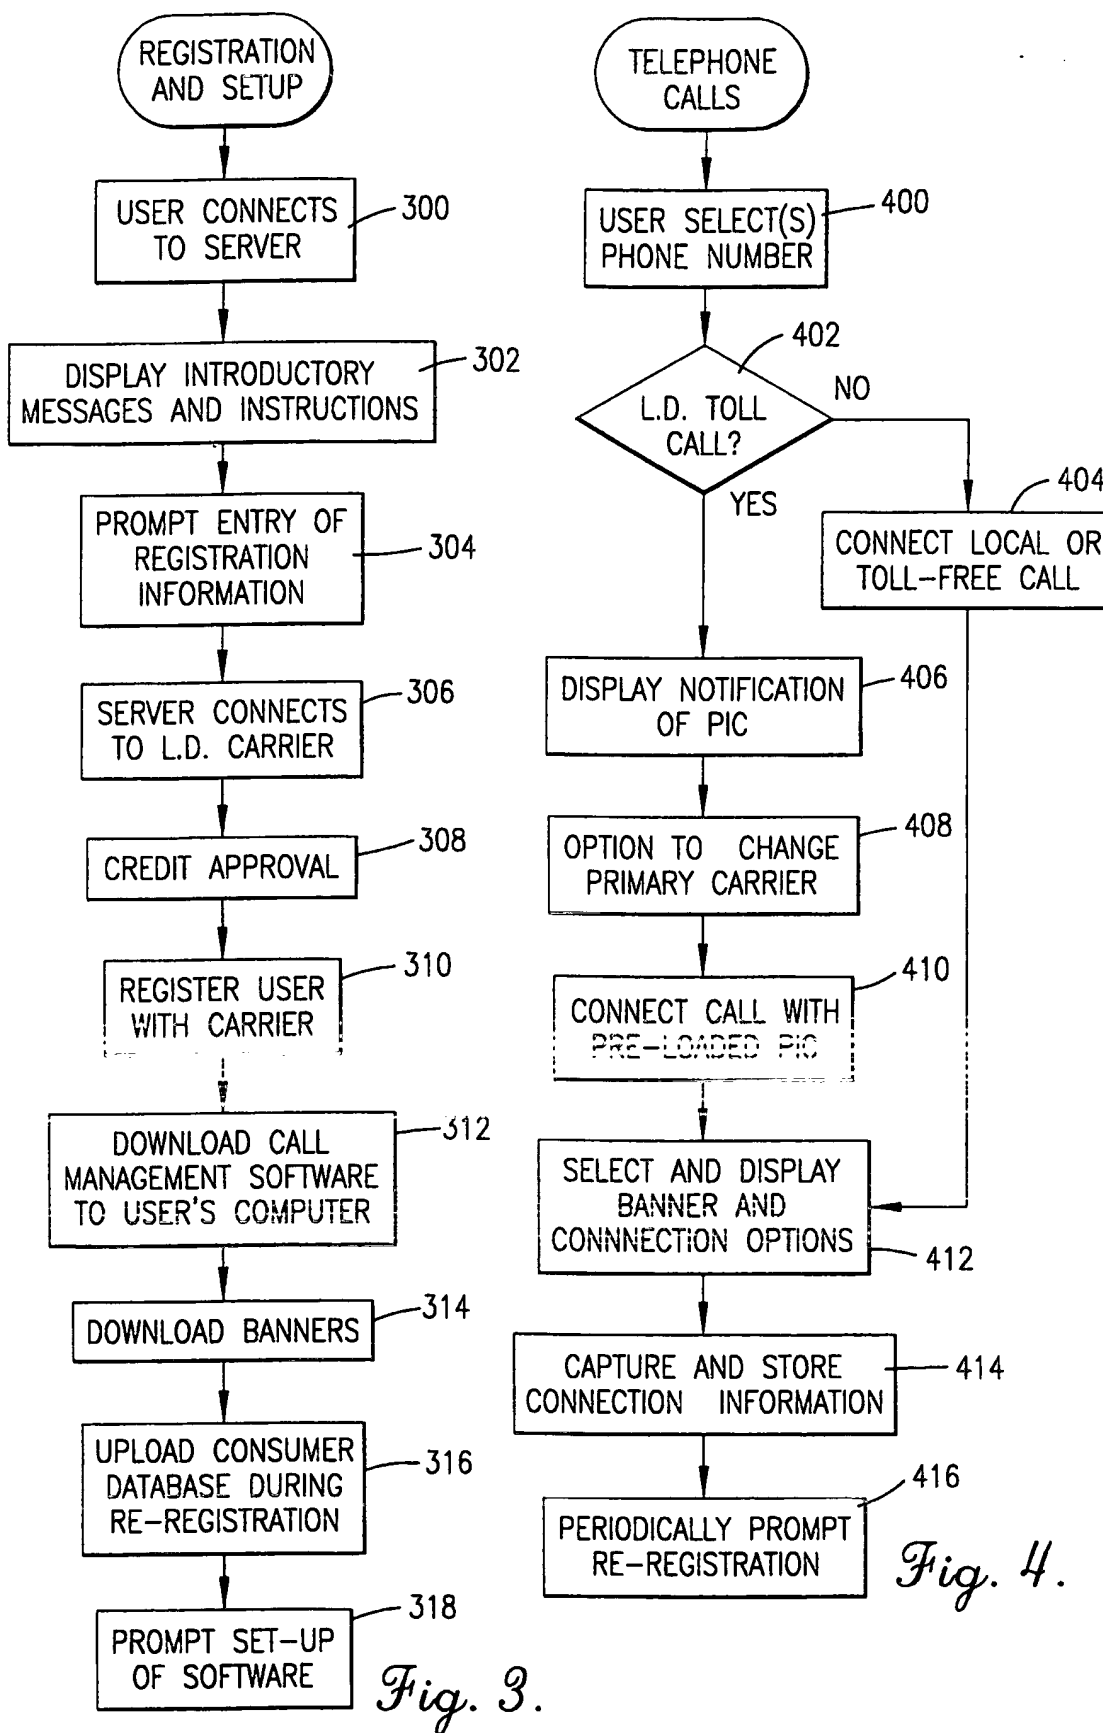 REGISTRATION
AND SETUP
USER CONNECTS
TO SERVER
300
DISPLAY INTRODUCTORY
MESSAGES AND INSTRUCTIONS
302
PROMPT ENTRY OF
REGISTRATION
INFORMATION
304
SERVER CONNECTS
TO L.D. CARRIER
306
CREDIT APPROVAL
308
REGISTER USER
WITH CARRIER
310
DOWNLOAD CALL
MANAGEMENT SOFTWARE
TO USER'S COMPUTER
312
DOWNLOAD BANNERS
314
UPLOAD CONSUMER
DATABASE DURING
RE-REGISTRATION
316
PROMPT SET-UP
OF SOFTWARE
318
Fig. 3.
TELEPHONE
CALLS
USER SELECT(S)
PHONE NUMBER
400
L.D. TOLL
CALL?
402
NO
YES
CONNECT LOCAL OR
TOLL-FREE CALL
404
DISPLAY NOTIFICATION
OF PIC
406
OPTION TO CHANGE
PRIMARY CARRIER
408
CONNECT CALL WITH
PRE-LOADED PIC
410
SELECT AND DISPLAY
BANNER AND
CONNNECTION OPTIONS
412
CAPTURE AND STORE
CONNECTION INFORMATION
414
PERIODICALLY PROMPT
RE-REGISTRATION
416
Fig. 4.